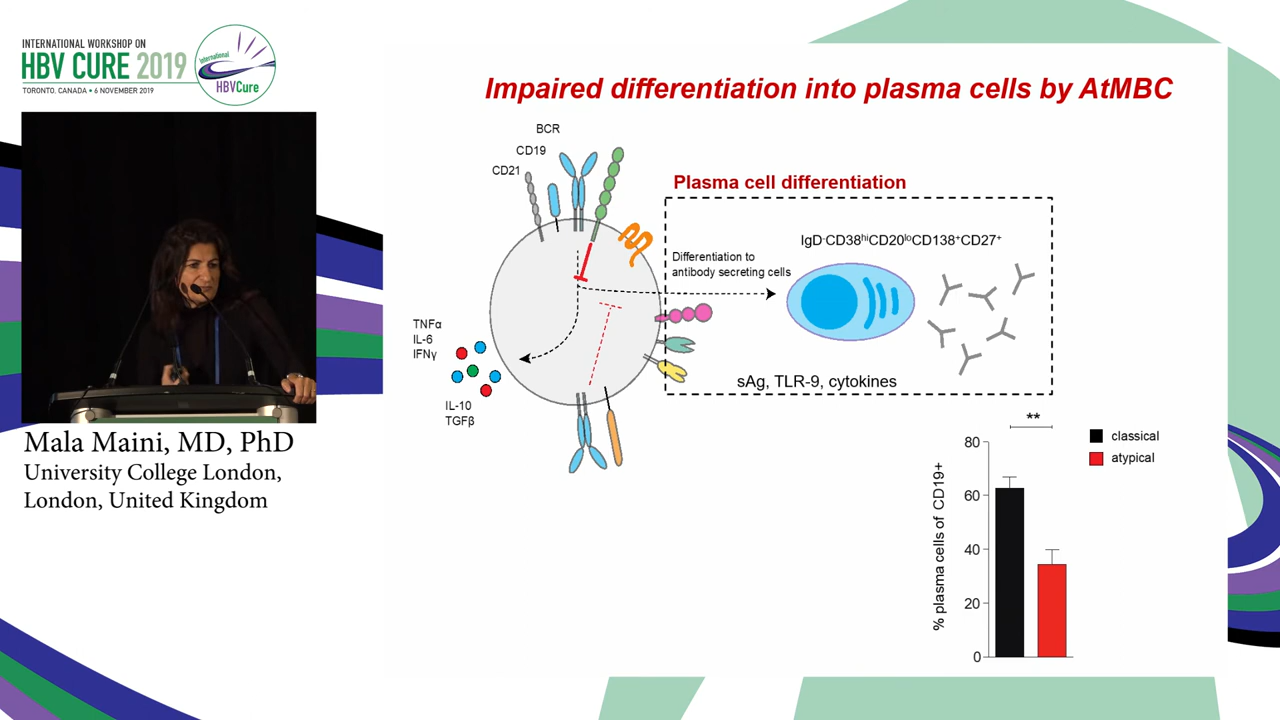 INTERNATIONAL WORKSHOP ON
HBV CURE 2019
TORONTO, CANADA • 6 NOVEMBER 2019
International
HBVCure
Mala Maini, MD, PhD
University College London,
London, United Kingdom
Impaired differentiation into plasma cells by AtMBC
BCR
CD19
CD21
Plasma cell differentiation
IgD-CD38hiCD20loCD138+CD27+
Differentiation to
antibody secreting cells
TNFα
IL-6
IFNγ
IL-10
TGFβ
sAg, TLR-9, cytokines
**
classical
atypical
% plasma cells of CD19+
80
60
40
20
0